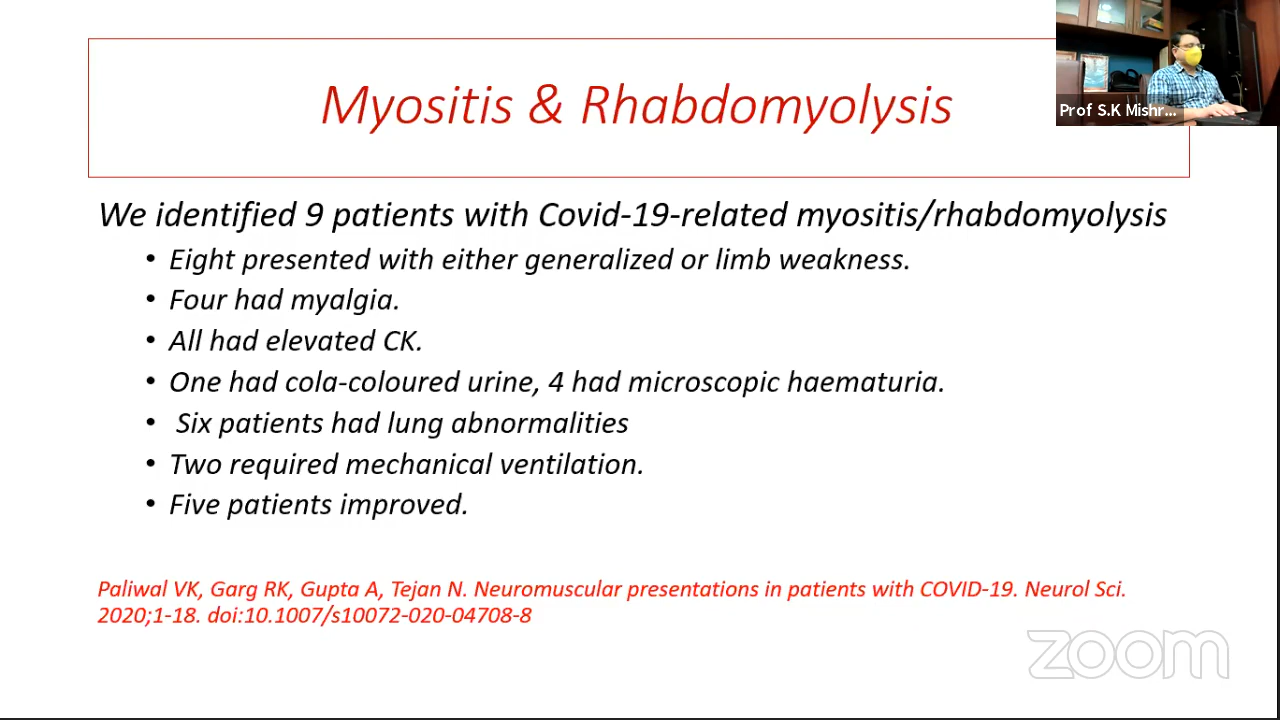 Myositis & Rhabdomyolysis
Prof S.K Mishr...
We identified 9 patients with Covid-19-related myositis/rhabdomyolysis
• Eight presented with either generalized or limb weakness.
• Four had myalgia.
• All had elevated CK.
• One had cola-coloured urine, 4 had microscopic haematuria.
• Six patients had lung abnormalities
• Two required mechanical ventilation.
• Five patients improved.
Paliwal VK, Garg RK, Gupta A, Tejan N. Neuromuscular presentations in patients with COVID-19. Neurol Sci.
2020;1-18. doi:10.1007/s10072-020-04708-8
zoom